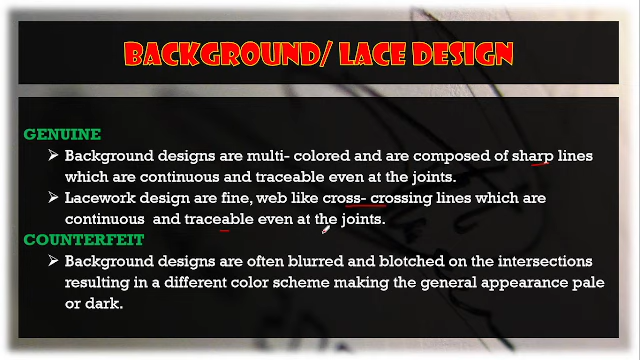 BACKGROUND/ LACE DESIGN
GENUINE
➢ Background designs are multi- colored and are composed of sharp lines
which are continuous and traceable even at the joints.
➢ Lacework design are fine, web like cross- crossing lines which are
continuous and traceable even at the joints.
COUNTERFEIT
➢ Background designs are often blurred and blotched on the intersections
resulting in a different color scheme making the general appearance pale
or dark.